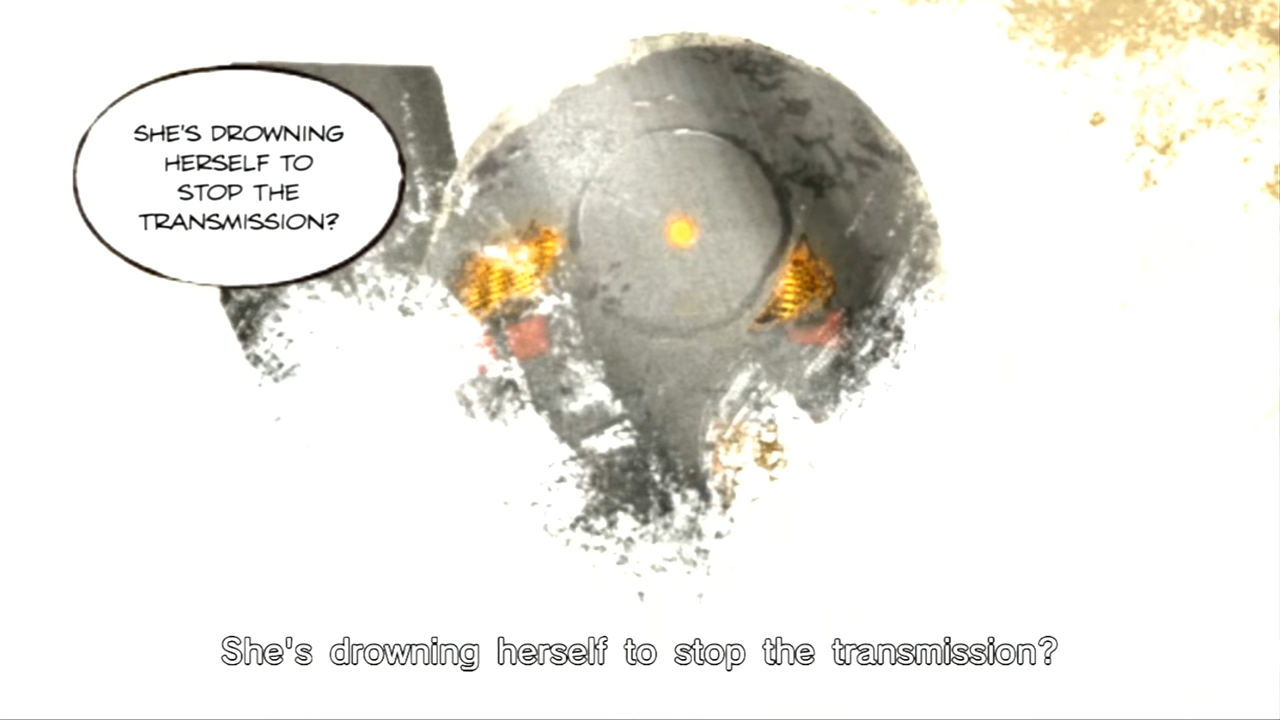 SHE'S DROWNING
HERSELF TO
STOP THE
TRANSMISSION?
She's drowning herself to stop the transmission?